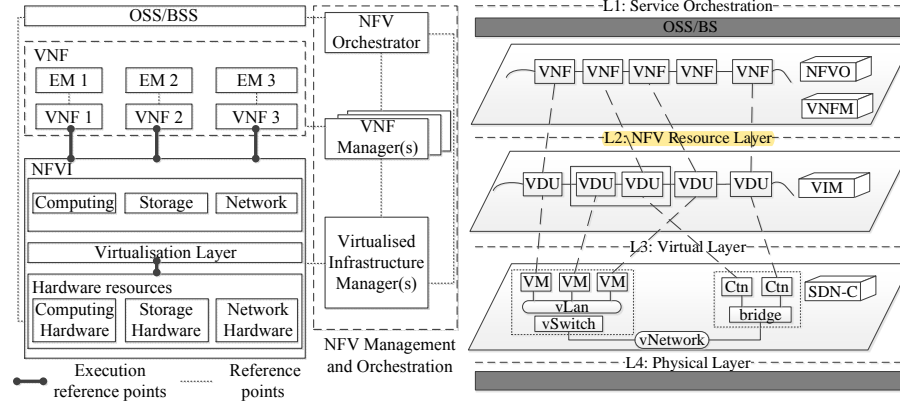 OSS/BSS
VNF
EM 1
EM 2
EM 3
VNF 1
VNF 2
VNF 3
NFVI
Computing
Storage
Network
Virtualisation Layer
Hardware resources
Computing
Hardware
Storage
Hardware
Network
Hardware
Execution
reference points
Reference
points
NFV
Orchestrator
VNF
Manager(s)
Virtualised
Infrastructure
Manager(s)
NFV Management
and Orchestration
L1: Service Orchestration
OSS/BS
VNF
VNF
VNF
VNF
VNF
NFVO
VNFM
L2: NFV Resource Layer
VDU
VDU
VDU
VDU
VDU
VIM
L3: Virtual Layer
VM
VM
VM
vLan
vSwitch
Ctn
Ctn
bridge
SDN-C
vNetwork
L4: Physical Layer